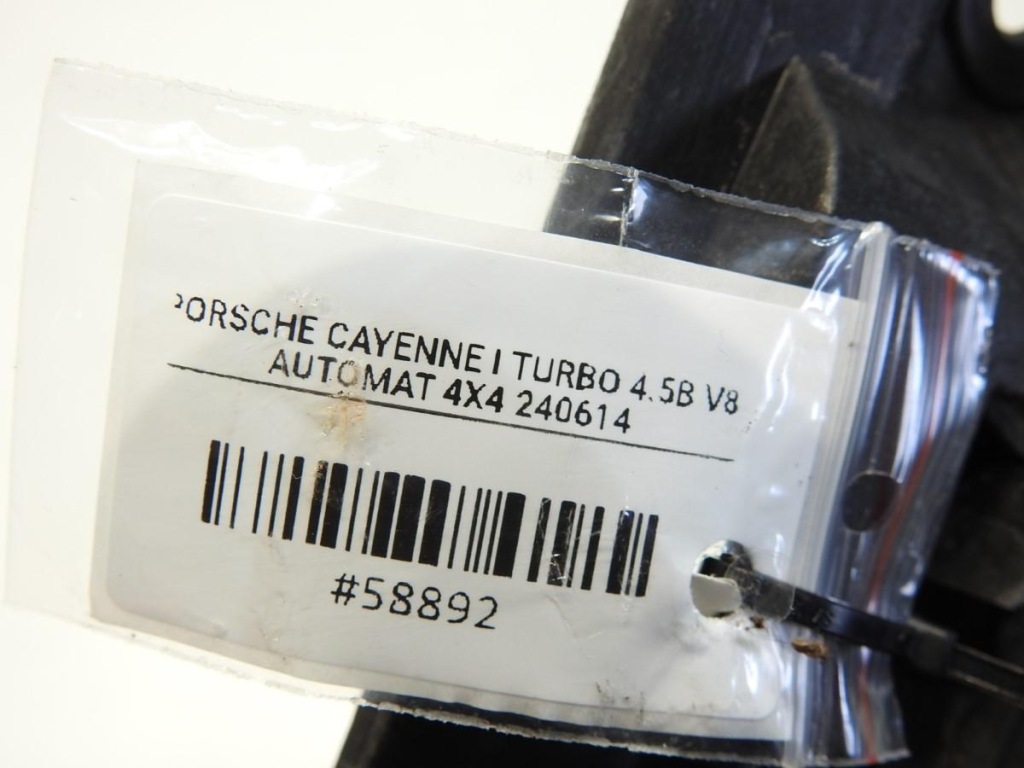 PORSCHE CAYENNE I TURBO 4.5B V8
AUTOMAT 4X4 240614
#58892